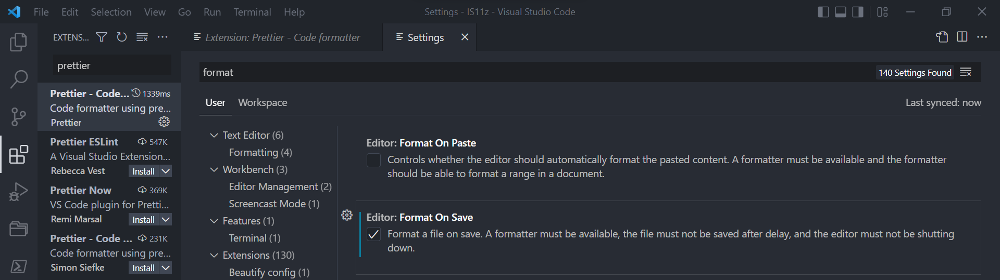 File Edit Selection View Go Run Terminal Help
Settings - IS11z - Visual Studio Code
EXTENS...
prettier
Prettier - Code... 1339ms
Code formatter using pre...
Prettier
Prettier ESLint 547K
A Visual Studio Extension...
Rebecca Vest Install
Prettier Now 369K
VS Code plugin for Pretti...
Remi Marsal Install
Prettier - Code ... 231K
Code formatter using pre...
Simon Siefke Install
Extension: Prettier - Code formatter
Settings
format
140 Settings Found
User Workspace
Last synced: now
Text Editor (6)
Formatting (4)
Workbench (3)
Editor Management (2)
Screencast Mode (1)
Features (1)
Terminal (1)
Extensions (130)
Beautify config (1)
Editor: Format On Paste
Controls whether the editor should automatically format the pasted content. A formatter must be available and the formatter
should be able to format a range in a document.
Editor: Format On Save
Format a file on save. A formatter must be available, the file must not be saved after delay, and the editor must not be shutting
down.